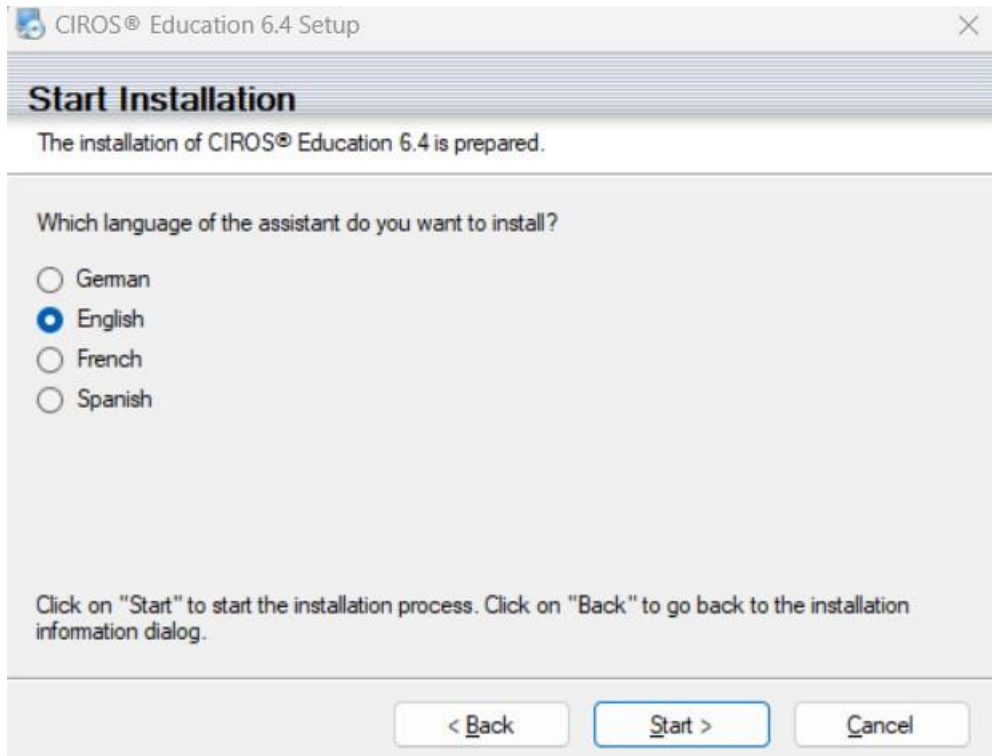 CIROS® Education 6.4 Setup
Start Installation
The installation of CIROS® Education 6.4 is prepared.
Which language of the assistant do you want to install?
German
English
French
Spanish
Click on "Start" to start the installation process. Click on "Back" to go back to the installation
information dialog.
< Back
Start >
Cancel